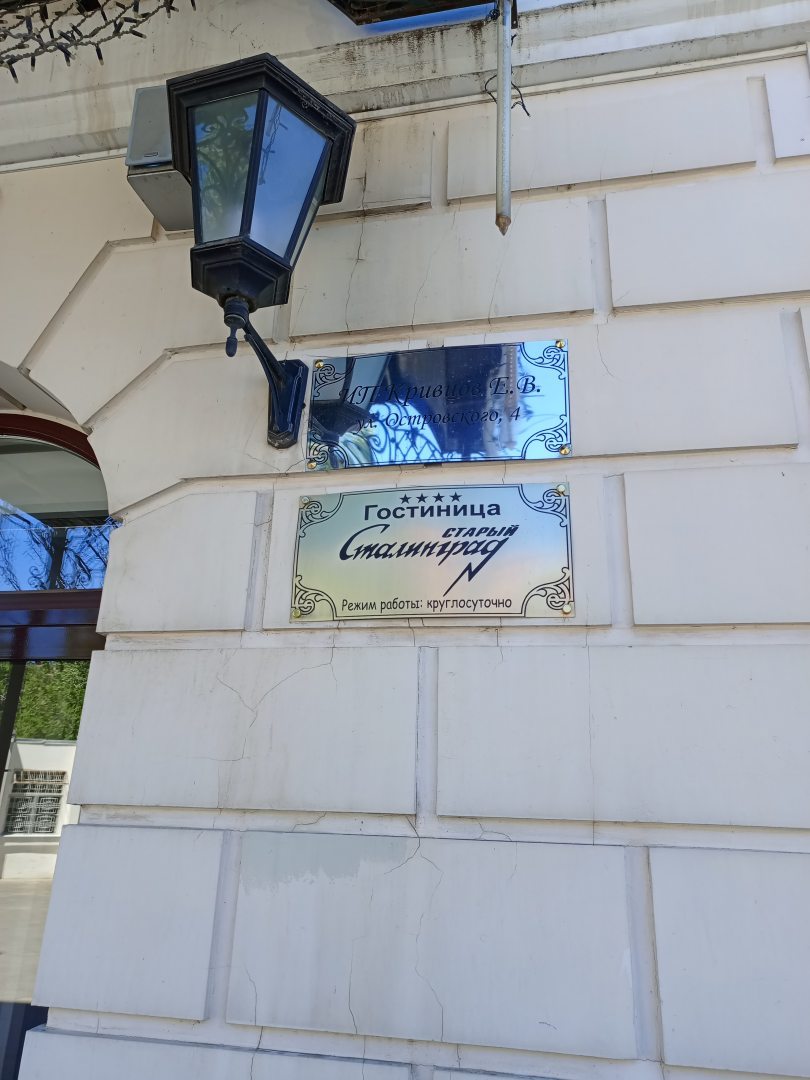 ИП Кривцов Е.В.
ул. Островского, 4
Гостиница
СТАРЫЙ
Сталинград
Режим работы: круглосуточно